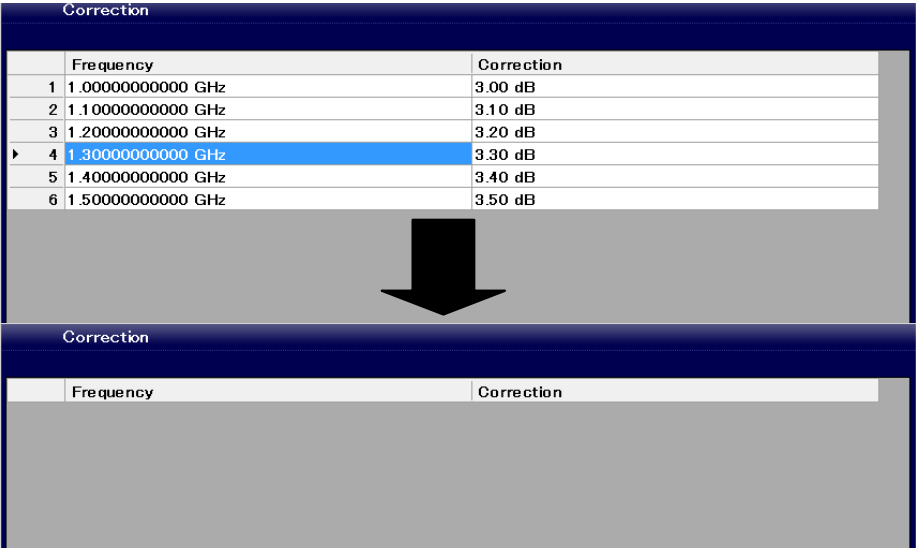 Correction
Frequency Correction
1 1.00000000000 GHz 3.00 dB
2 1.10000000000 GHz 3.10 dB
3 1.20000000000 GHz 3.20 dB
4 1.30000000000 GHz 3.30 dB
5 1.40000000000 GHz 3.40 dB
6 1.50000000000 GHz 3.50 dB
Correction
Frequency Correction